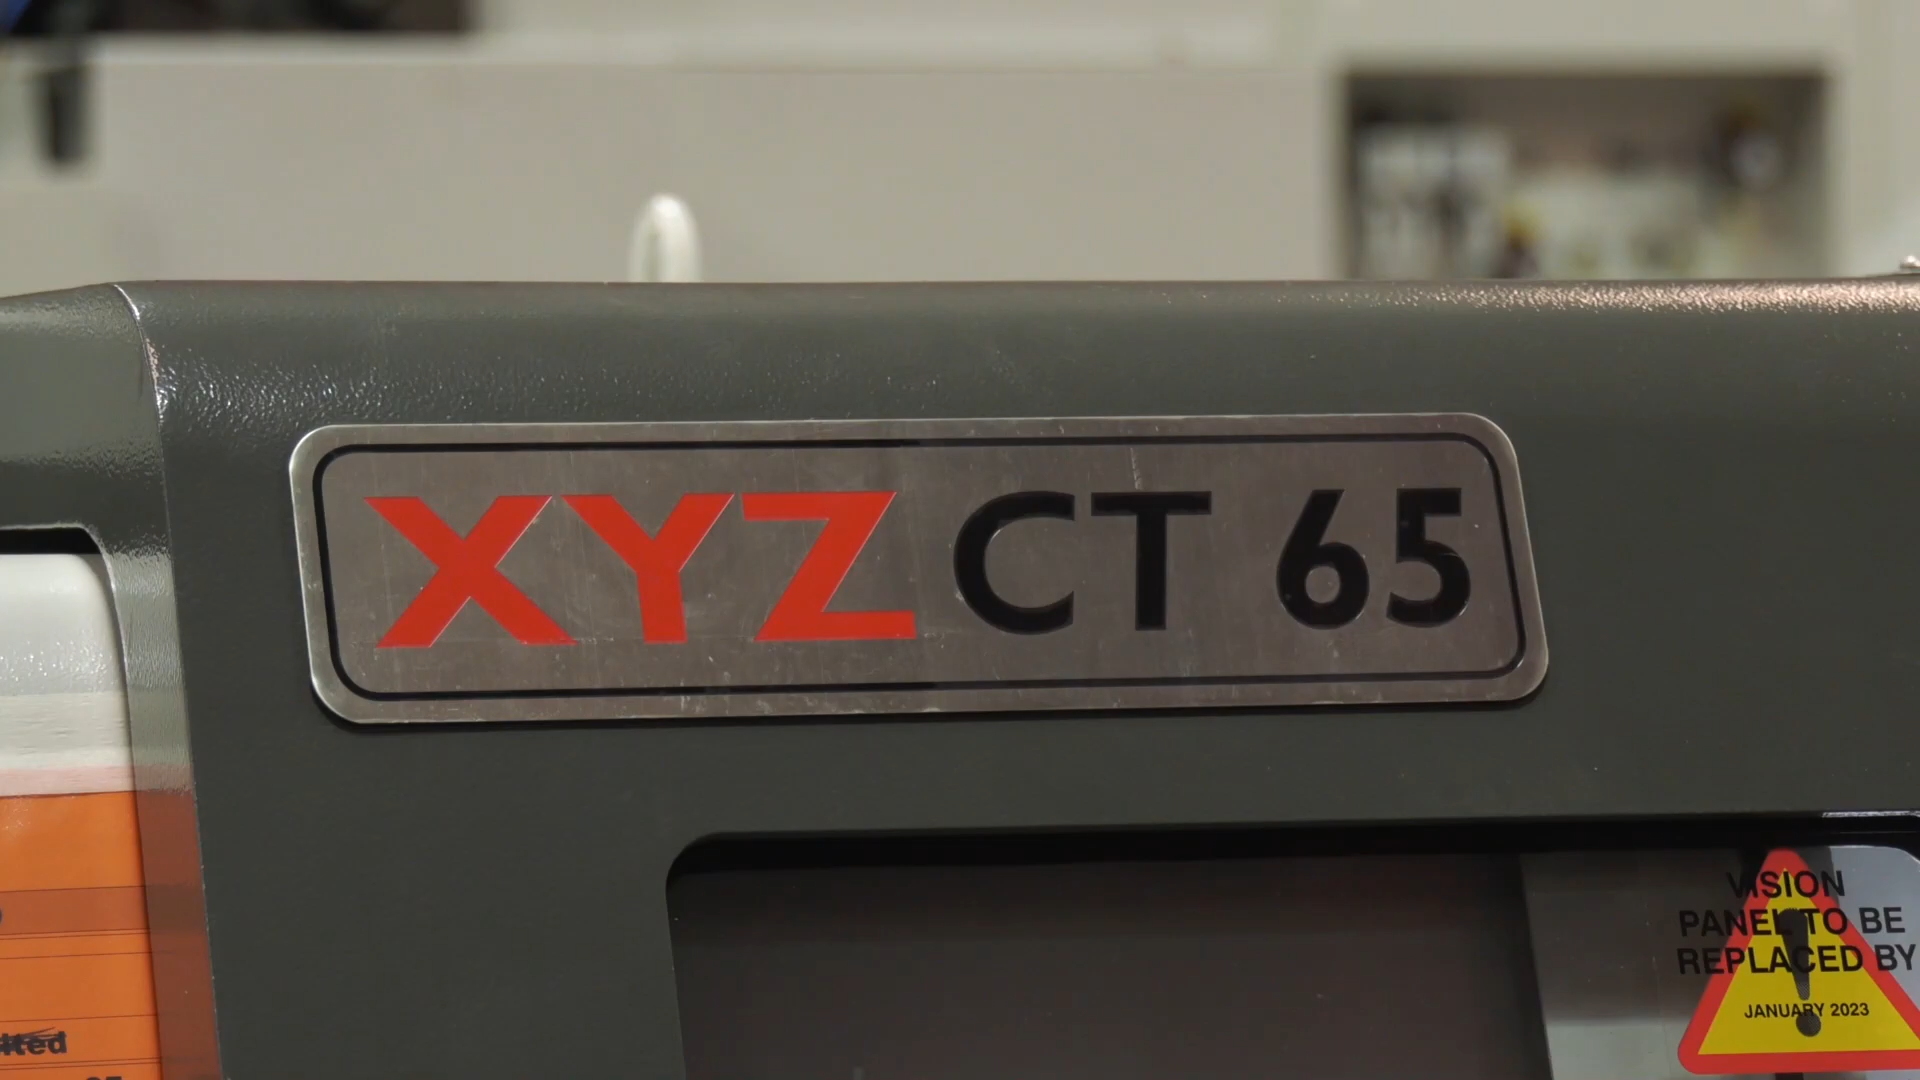 XYZ CT 65
VISION
PANEL TO BE
REPLACED BY
JANUARY 2023